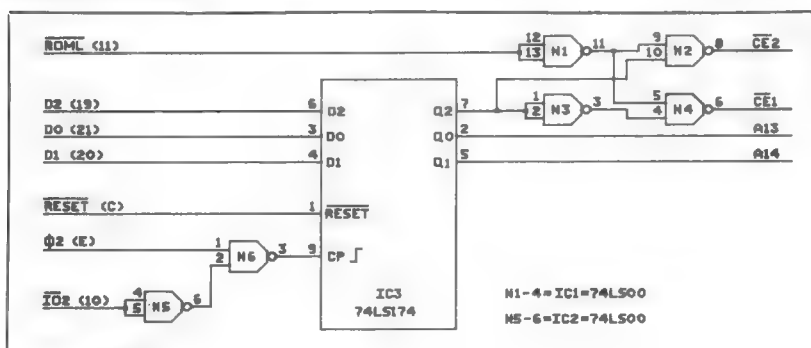 ROML (11)
12
13
N1
11
9
10
N2
8
CE2
D2 (19)
6
D2
Q2
7
1
2
N3
3
5
4
N4
6
CE1
D0 (21)
3
D0
Q0
2
A13
D1 (20)
4
D1
Q1
5
A14
RESET (C)
1
RESET
Φ2 (E)
1
2
N6
3
9
CP
IO2 (10)
4
5
N5
6
IC3
74LS174
N1-4=IC1=74LS00
N5-6=IC2=74LS00